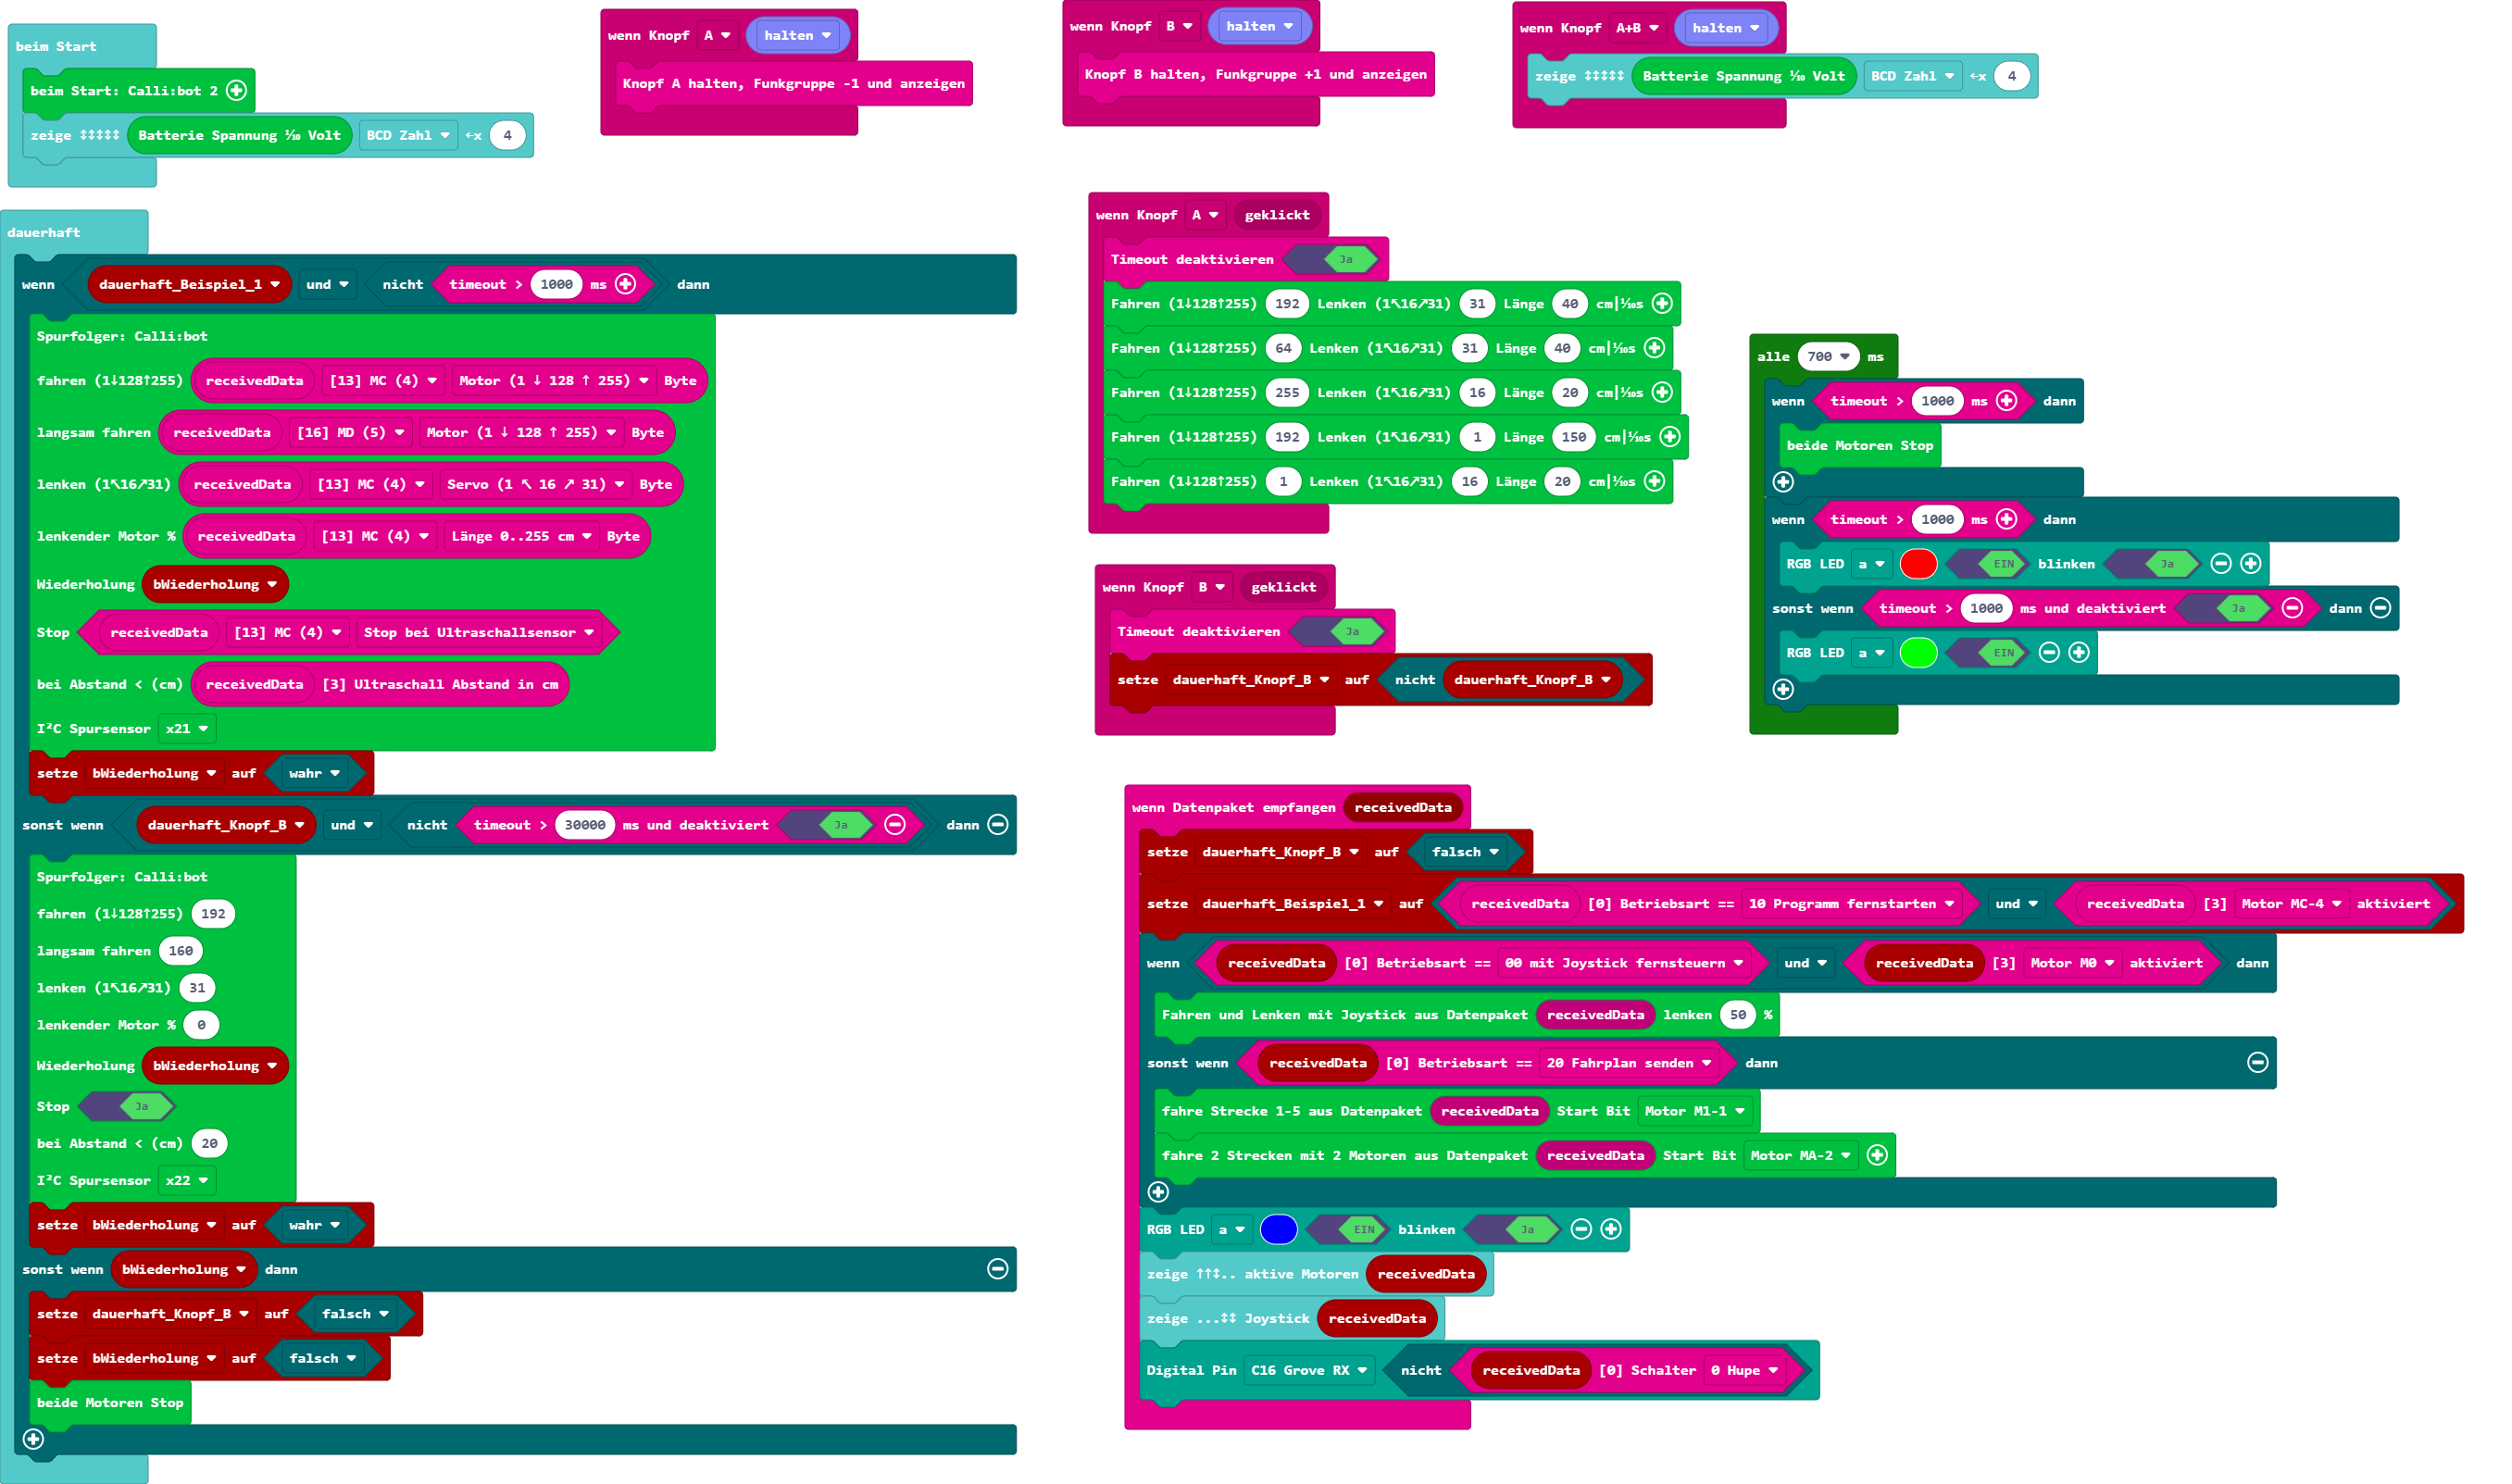 beim Start
beim Start: Calli:bot 2
zeige ↕↕↕↕↕ Batterie Spannung ⅒ Volt BCD Zahl ←x 4
wenn Knopf A halten
Knopf A halten, Funkgruppe -1 und anzeigen
wenn Knopf B halten
Knopf B halten, Funkgruppe +1 und anzeigen
wenn Knopf A+B halten
zeige ↕↕↕↕↕ Batterie Spannung ⅒ Volt BCD Zahl ←x 4
dauerhaft
wenn dauerhaft_Beispiel_1 und nicht timeout > 1000 ms dann
Spurfolger: Calli:bot
fahren (1↓128↑255) receivedData [13] MC (4) Motor (1 ↓ 128 ↑ 255) Byte
langsam fahren receivedData [16] MD (5) Motor (1 ↓ 128 ↑ 255) Byte
lenken (1↖16↗31) receivedData [13] MC (4) Servo (1 ↖ 16 ↗ 31) Byte
lenkender Motor % receivedData [13] MC (4) Länge 0..255 cm Byte
Wiederholung bWiederholung
Stop receivedData [13] MC (4) Stop bei Ultraschallsensor
bei Abstand < (cm) receivedData [3] Ultraschall Abstand in cm
I²C Spursensor x21
setze bWiederholung auf wahr
sonst wenn dauerhaft_Knopf_B und nicht timeout > 30000 ms und deaktiviert Ja dann
Spurfolger: Calli:bot
fahren (1↓128↑255) 192
langsam fahren 160
lenken (1↖16↗31) 31
lenkender Motor % 0
Wiederholung bWiederholung
Stop Ja
bei Abstand < (cm) 20
I²C Spursensor x22
setze bWiederholung auf wahr
sonst wenn bWiederholung dann
setze dauerhaft_Knopf_B auf falsch
setze bWiederholung auf falsch
beide Motoren Stop
wenn Knopf A geklickt
Timeout deaktivieren Ja
Fahren (1↓128↑255) 192 Lenken (1↖16↗31) 31 Länge 40 cm|⅒s
Fahren (1↓128↑255) 64 Lenken (1↖16↗31) 31 Länge 40 cm|⅒s
Fahren (1↓128↑255) 255 Lenken (1↖16↗31) 16 Länge 20 cm|⅒s
Fahren (1↓128↑255) 192 Lenken (1↖16↗31) 1 Länge 150 cm|⅒s
Fahren (1↓128↑255) 1 Lenken (1↖16↗31) 16 Länge 20 cm|⅒s
wenn Knopf B geklickt
Timeout deaktivieren Ja
setze dauerhaft_Knopf_B auf nicht dauerhaft_Knopf_B
alle 700 ms
wenn timeout > 1000 ms dann
beide Motoren Stop
wenn timeout > 1000 ms dann
RGB LED a EIN blinken Ja
sonst wenn timeout > 1000 ms und deaktiviert Ja dann
RGB LED a EIN
wenn Datenpaket empfangen receivedData
setze dauerhaft_Knopf_B auf falsch
setze dauerhaft_Beispiel_1 auf receivedData [0] Betriebsart == 10 Programm fernstarten und receivedData [3] Motor MC-4 aktiviert
wenn receivedData [0] Betriebsart == 00 mit Joystick fernsteuern und receivedData [3] Motor M0 aktiviert dann
Fahren und Lenken mit Joystick aus Datenpaket receivedData lenken 50 %
sonst wenn receivedData [0] Betriebsart == 20 Fahrplan senden dann
fahre Strecke 1-5 aus Datenpaket receivedData Start Bit Motor M1-1
fahre 2 Strecken mit 2 Motoren aus Datenpaket receivedData Start Bit Motor MA-2
RGB LED a EIN blinken Ja
zeige ↑↑↕.. aktive Motoren receivedData
zeige ...↕↕ Joystick receivedData
Digital Pin C16 Grove RX nicht receivedData [0] Schalter 0 Hupe